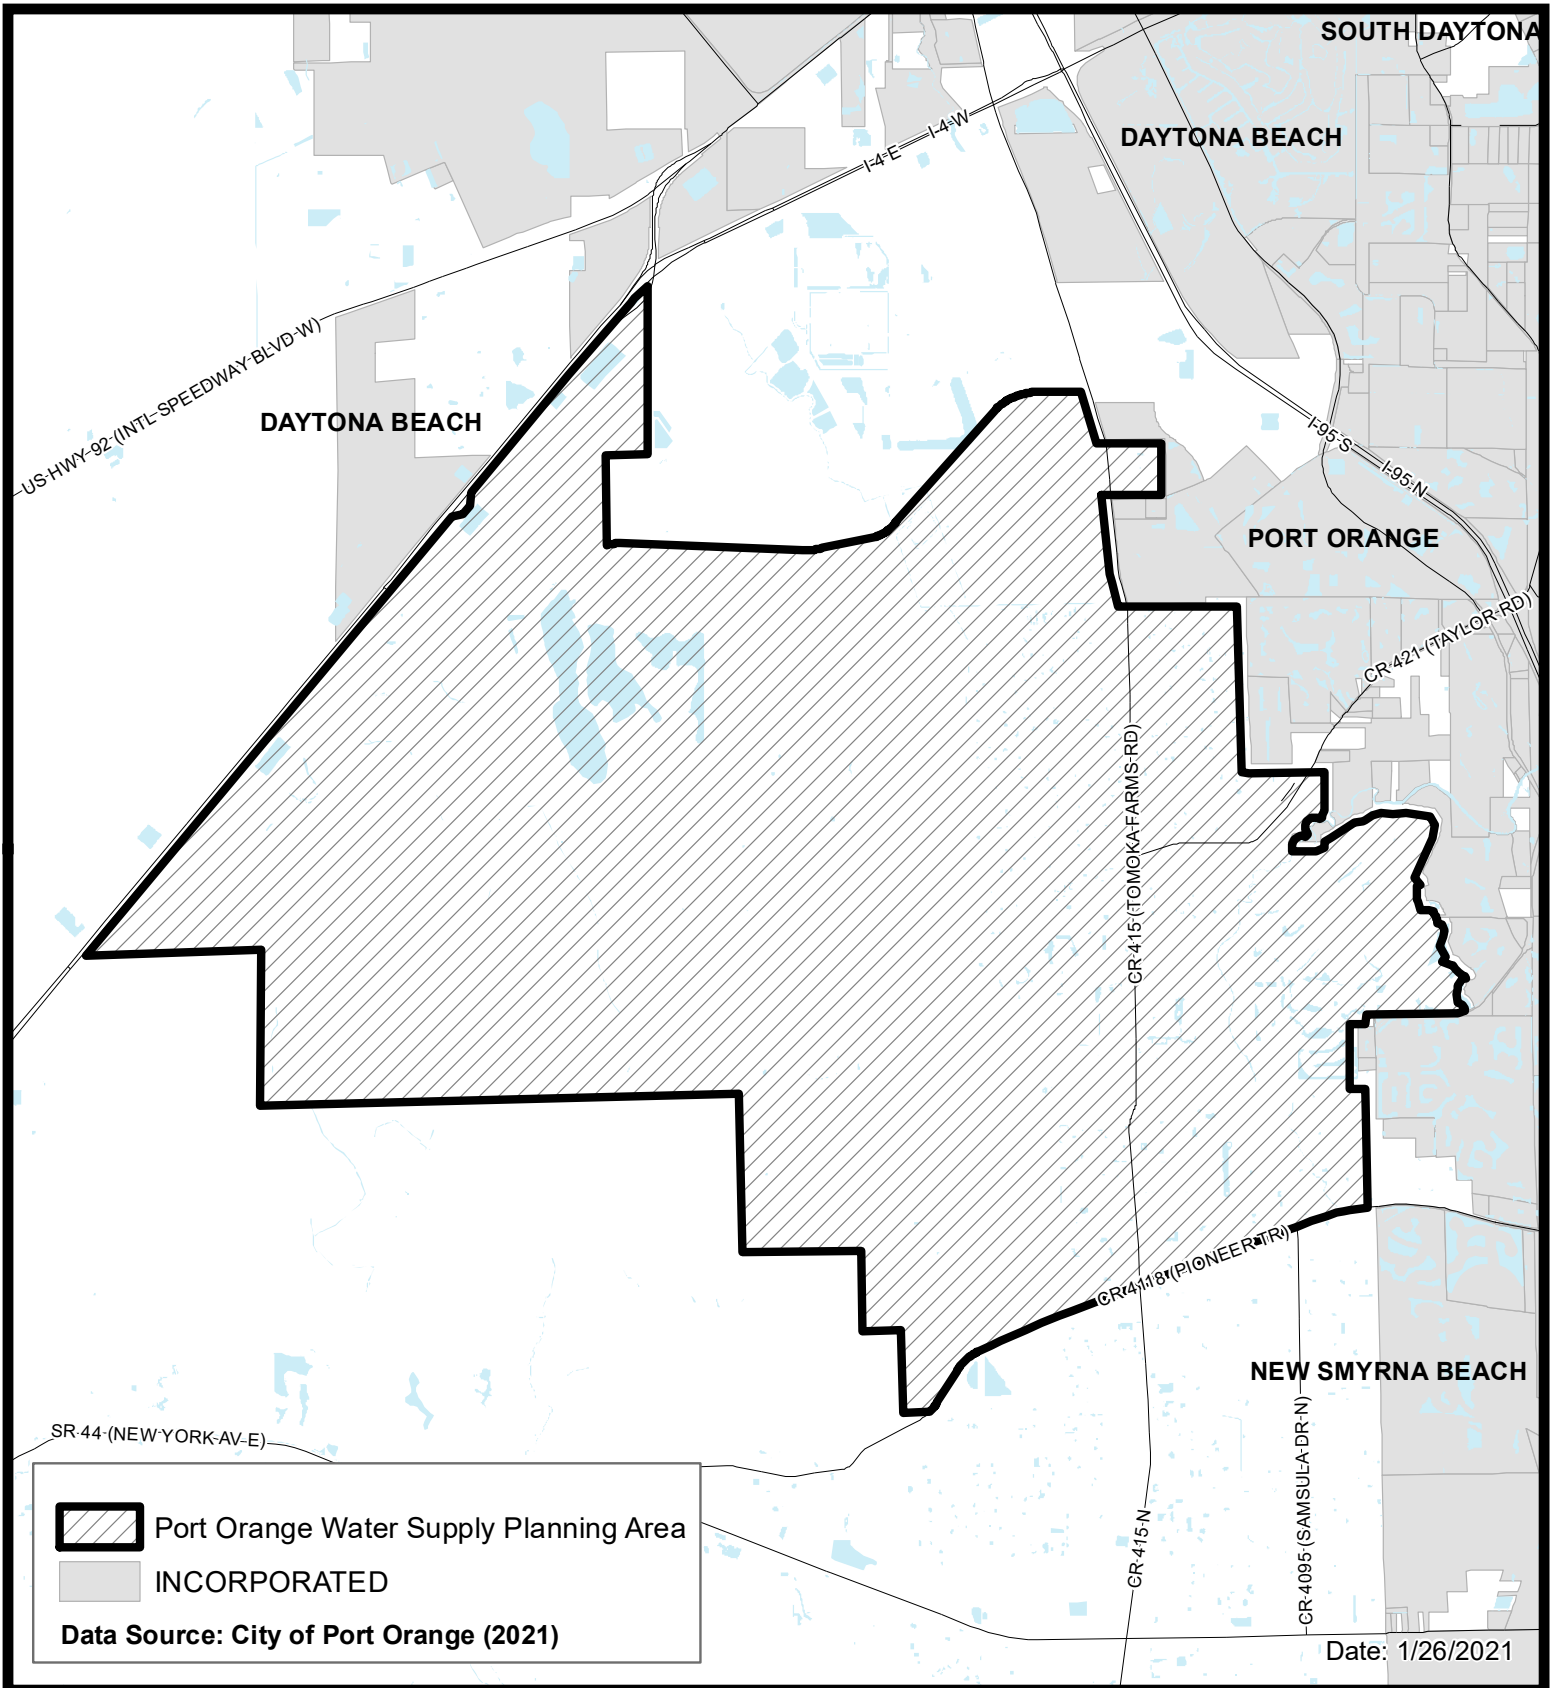 SOUTH DAYTONA
DAYTONA BEACH
I-4-W
I-4-E
US-HWY-92-(INTL-SPEEDWAY-BLVD-W)
DAYTONA BEACH
I-95-S
I-95-N
PORT ORANGE
CR-421-(TAYLOR-RD)
CR-415-(TOMOKA-FARMS-RD)
CR-4118-(PIONEER-TR)
NEW SMYRNA BEACH
SR-44-(NEW-YORK-AV-E)
CR-415-N
CR-4095-(SAMSULA-DR-N)
Port Orange Water Supply Planning Area
INCORPORATED
Data Source: City of Port Orange (2021)
Date: 1/26/2021